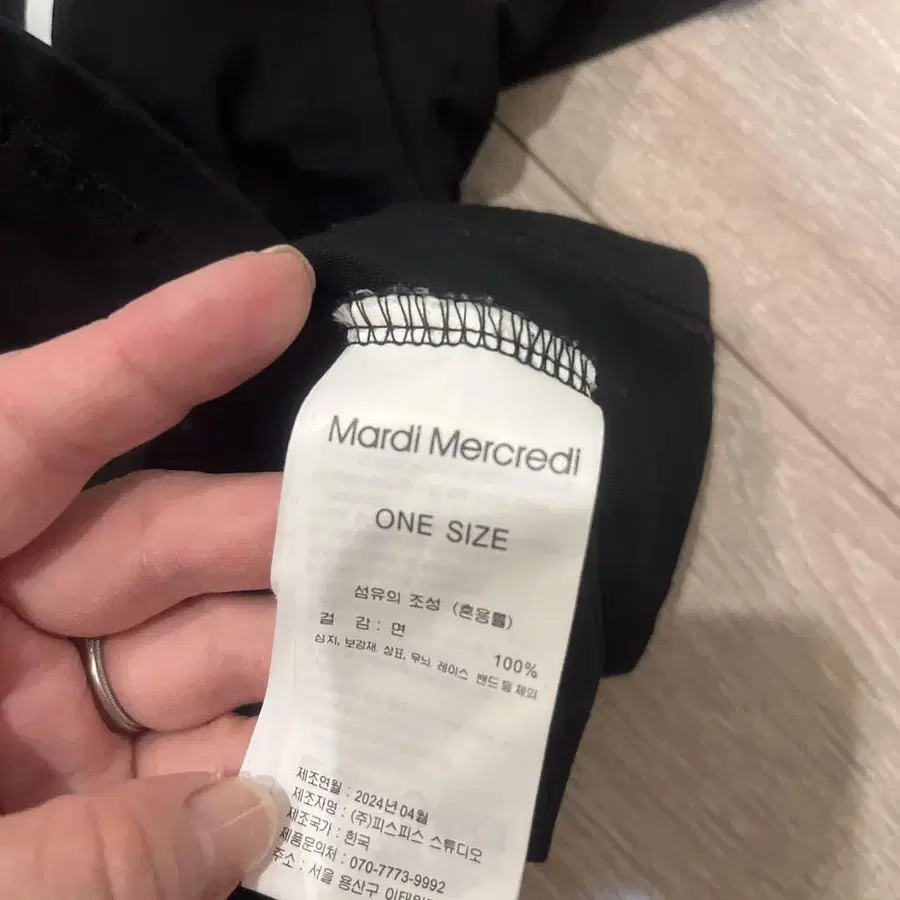 Mardi Mercredi
ONE SIZE
섬유의 조성 (혼용률)
겉 감 : 면 100%
심지, 보강재, 상표, 무늬, 레이스 밴드 등 제외
제조연월 : 2024년 04월
제조자명 : (주)피스피스 스튜디오
제조국가 : 한국
제품문의처 : 070-7773-9992
주소 : 서울 용산구